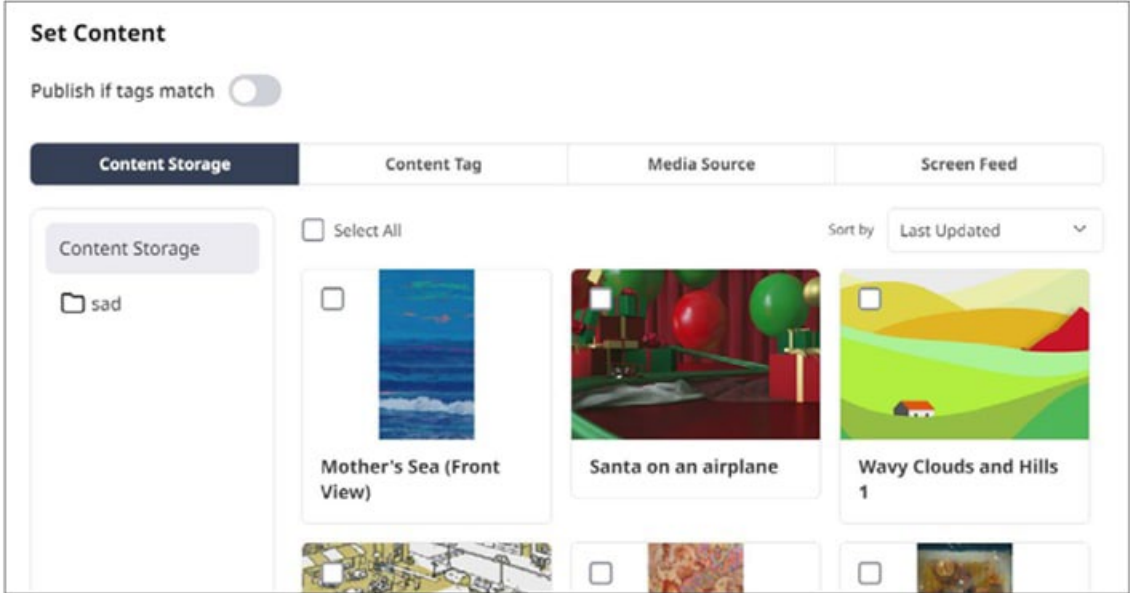 Set Content
Publish if tags match
Content Storage
Content Tag
Media Source
Screen Feed
Content Storage
sad
Select All
Sort by
Last Updated
Mother's Sea (Front
View)
Santa on an airplane
Wavy Clouds and Hills
1